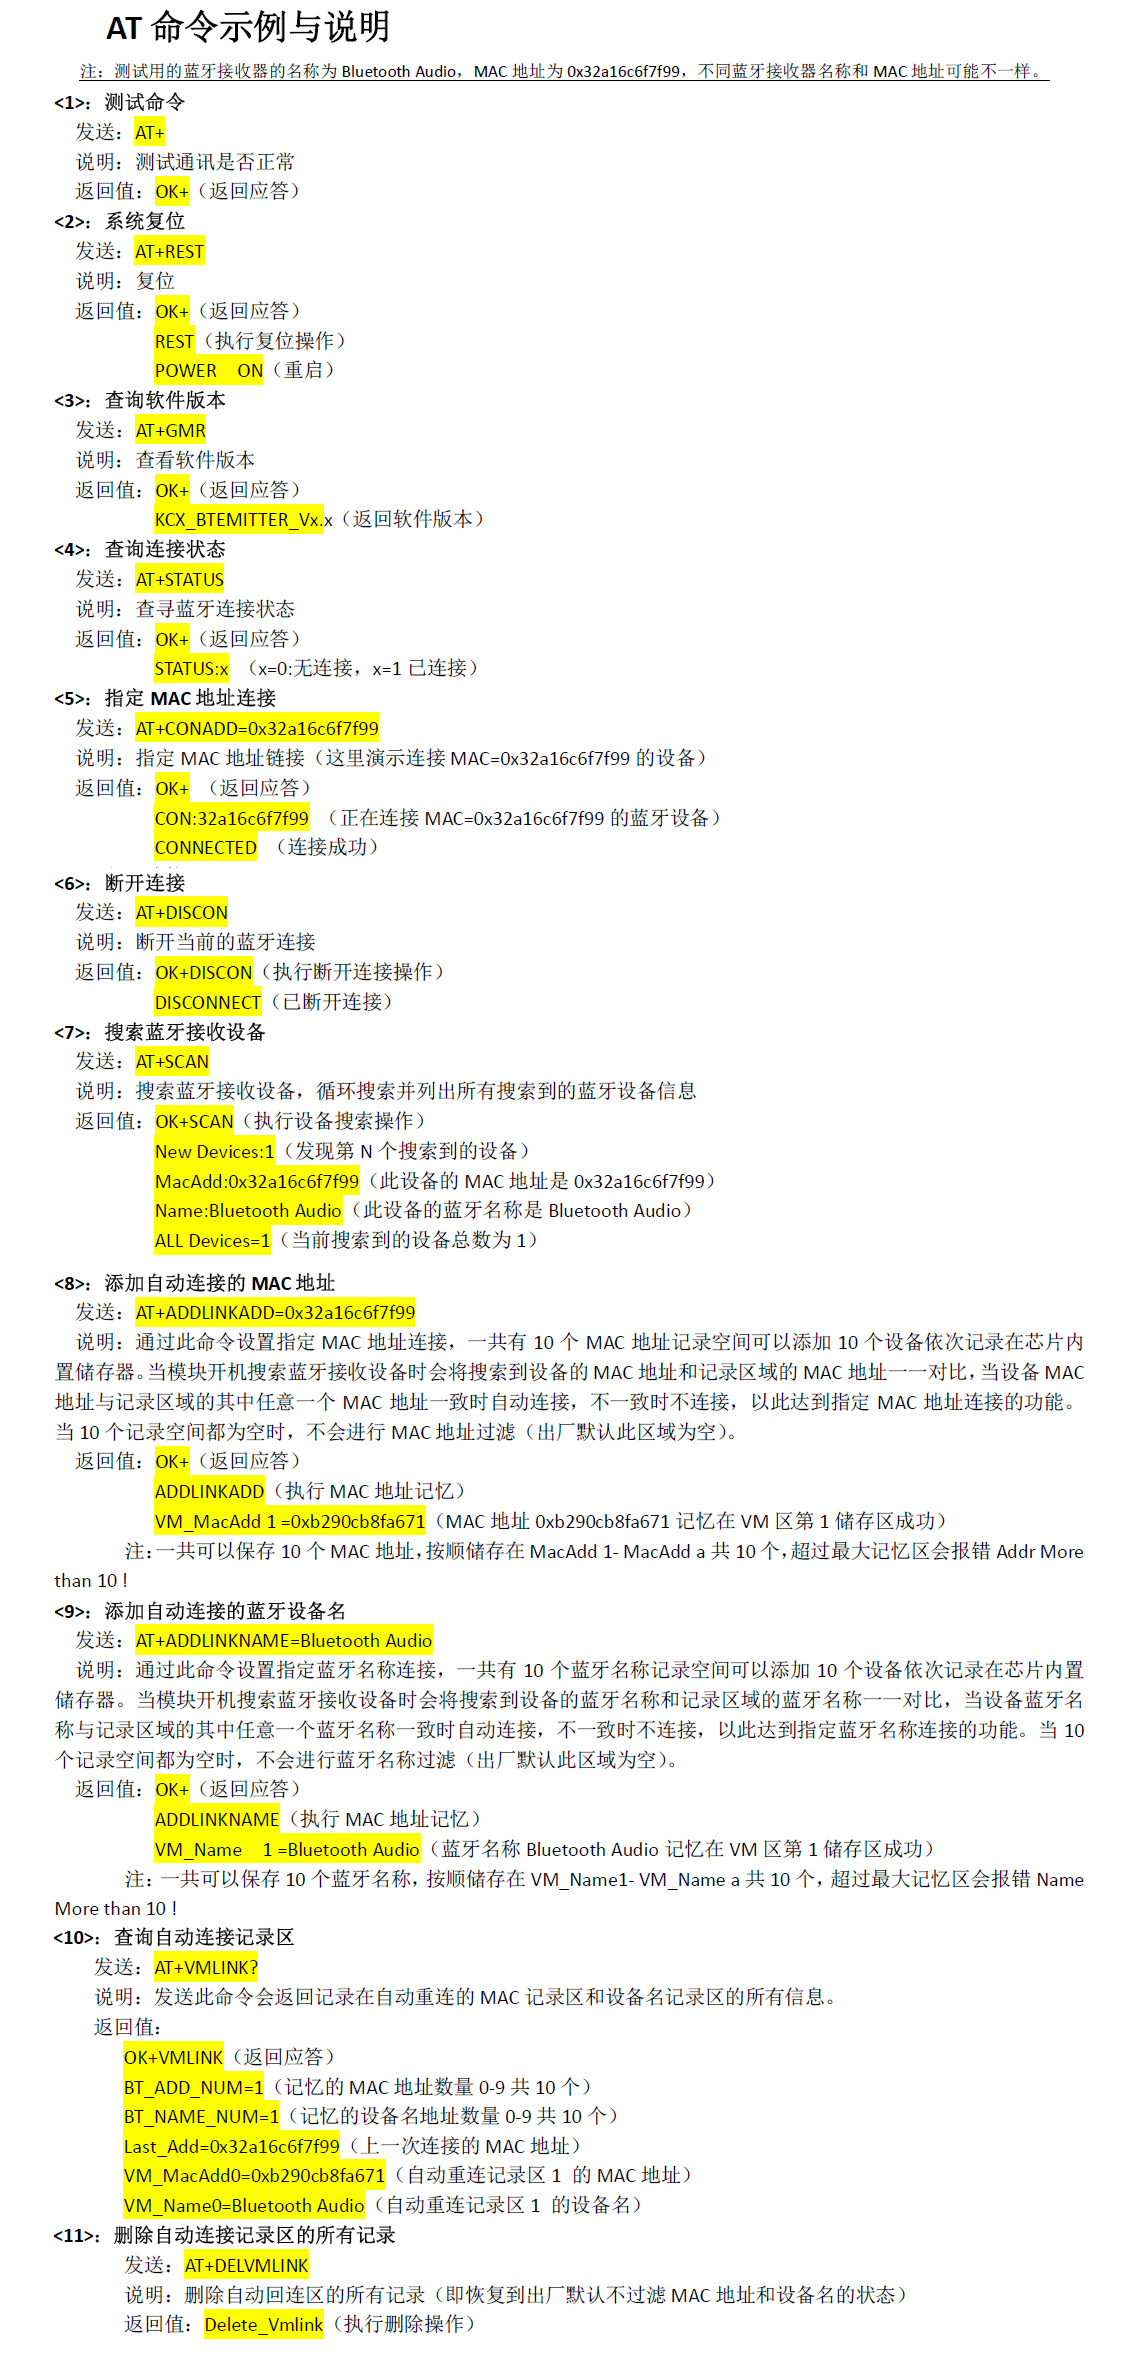 AT 命令示例与说明
注：测试用的蓝牙接收器的名称为 Bluetooth Audio，MAC 地址为 0x32a16c6f7f99，不同蓝牙接收器名称和 MAC 地址可能不一样。
<1>：测试命令
发送：AT+
说明：测试通讯是否正常
返回值：OK+（返回应答）
<2>：系统复位
发送：AT+REST
说明：复位
返回值：OK+（返回应答）
REST（执行复位操作）
POWER ON（重启）
<3>：查询软件版本
发送：AT+GMR
说明：查看软件版本
返回值：OK+（返回应答）
KCX_BTEMITTER_Vx.x（返回软件版本）
<4>：查询连接状态
发送：AT+STATUS
说明：查寻蓝牙连接状态
返回值：OK+（返回应答）
STATUS:x （x=0:无连接，x=1 已连接）
<5>：指定 MAC 地址连接
发送：AT+CONADD=0x32a16c6f7f99
说明：指定 MAC 地址链接（这里演示连接 MAC=0x32a16c6f7f99 的设备）
返回值：OK+ （返回应答）
CON:32a16c6f7f99 （正在连接 MAC=0x32a16c6f7f99 的蓝牙设备）
CONNECTED （连接成功）
<6>：断开连接
发送：AT+DISCON
说明：断开当前的蓝牙连接
返回值：OK+DISCON（执行断开连接操作）
DISCONNECT（已断开连接）
<7>：搜索蓝牙接收设备
发送：AT+SCAN
说明：搜索蓝牙接收设备，循环搜索并列出所有搜索到的蓝牙设备信息
返回值：OK+SCAN（执行设备搜索操作）
New Devices:1（发现第 N 个搜索到的设备）
MacAdd:0x32a16c6f7f99（此设备的 MAC 地址是 0x32a16c6f7f99）
Name:Bluetooth Audio（此设备的蓝牙名称是 Bluetooth Audio）
ALL Devices=1（当前搜索到的设备总数为 1）
<8>：添加自动连接的 MAC 地址
发送：AT+ADDLINKADD=0x32a16c6f7f99
说明：通过此命令设置指定 MAC 地址连接，一共有 10 个 MAC 地址记录空间可以添加 10 个设备依次记录在芯片内
置储存器。当模块开机搜索蓝牙接收设备时会将搜索到设备的 MAC 地址和记录区域的 MAC 地址一一对比，当设备 MAC
地址与记录区域的其中任意一个 MAC 地址一致时自动连接，不一致时不连接，以此达到指定 MAC 地址连接的功能。
当 10 个记录空间都为空时，不会进行 MAC 地址过滤（出厂默认此区域为空）。
返回值：OK+（返回应答）
ADDLINKADD（执行 MAC 地址记忆）
VM_MacAdd 1 =0xb290cb8fa671（MAC 地址 0xb290cb8fa671 记忆在 VM 区第 1 储存区成功）
注：一共可以保存 10 个 MAC 地址，按顺储存在 MacAdd 1- MacAdd a 共 10 个，超过最大记忆区会报错 Addr More
than 10 !
<9>：添加自动连接的蓝牙设备名
发送：AT+ADDLINKNAME=Bluetooth Audio
说明：通过此命令设置指定蓝牙名称连接，一共有 10 个蓝牙名称记录空间可以添加 10 个设备依次记录在芯片内置
储存器。当模块开机搜索蓝牙接收设备时会将搜索到设备的蓝牙名称和记录区域的蓝牙名称一一对比，当设备蓝牙名
称与记录区域的其中任意一个蓝牙名称一致时自动连接，不一致时不连接，以此达到指定蓝牙名称连接的功能。当 10
个记录空间都为空时，不会进行蓝牙名称过滤（出厂默认此区域为空）。
返回值：OK+（返回应答）
ADDLINKNAME（执行 MAC 地址记忆）
VM_Name 1 =Bluetooth Audio（蓝牙名称 Bluetooth Audio 记忆在 VM 区第 1 储存区成功）
注：一共可以保存 10 个蓝牙名称，按顺储存在 VM_Name1- VM_Name a 共 10 个，超过最大记忆区会报错 Name
More than 10 !
<10>：查询自动连接记录区
发送：AT+VMLINK?
说明：发送此命令会返回记录在自动重连的 MAC 记录区和设备名记录区的所有信息。
返回值：
OK+VMLINK（返回应答）
BT_ADD_NUM=1（记忆的 MAC 地址数量 0-9 共 10 个）
BT_NAME_NUM=1（记忆的设备名地址数量 0-9 共 10 个）
Last_Add=0x32a16c6f7f99（上一次连接的 MAC 地址）
VM_MacAdd0=0xb290cb8fa671（自动重连记录区 1 的 MAC 地址）
VM_Name0=Bluetooth Audio（自动重连记录区 1 的设备名）
<11>：删除自动连接记录区的所有记录
发送：AT+DELVMLINK
说明：删除自动回连区的所有记录（即恢复到出厂默认不过滤 MAC 地址和设备名的状态）
返回值：Delete_Vmlink（执行删除操作）